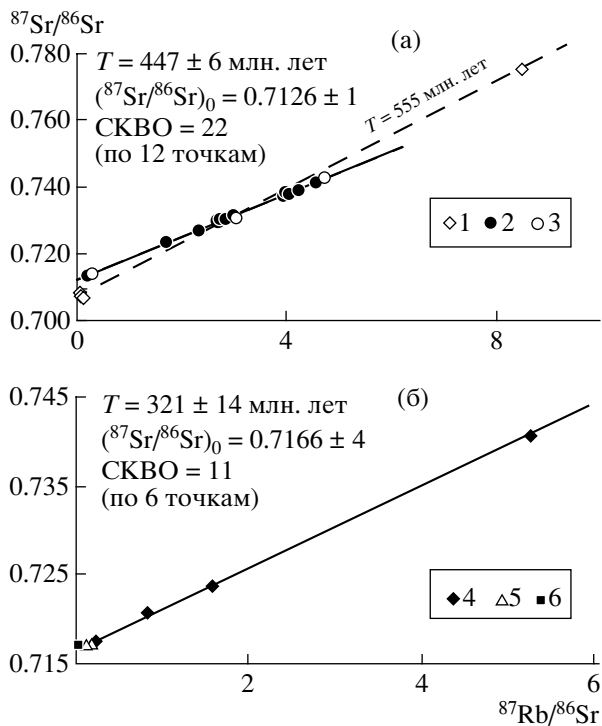 ⁸⁷Sr/⁸⁶Sr
0.780
(а)
T = 447 ± 6 млн. лет
(⁸⁷Sr/⁸⁶Sr)₀ = 0.7126 ± 1
СКВО = 22
(по 12 точкам)
T = 555 млн. лет
0.760
0.740
0.720
0.700
1 2 3
0 4 8
0.745
(б)
T = 321 ± 14 млн. лет
(⁸⁷Sr/⁸⁶Sr)₀ = 0.7166 ± 4
СКВО = 11
(по 6 точкам)
0.735
0.725
0.715
4 5 6
2 4 6
⁸⁷Rb/⁸⁶Sr